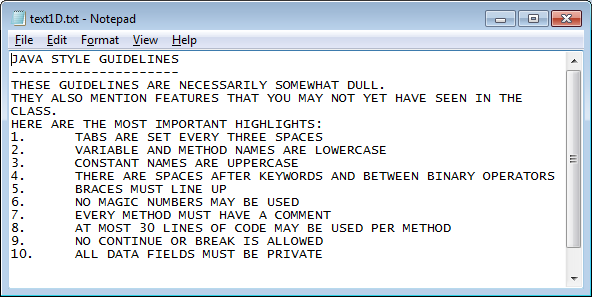 text1D.txt - Notepad
File Edit Format View Help
JAVA STYLE GUIDELINES
---------------------
THESE GUIDELINES ARE NECESSARILY SOMEWHAT DULL.
THEY ALSO MENTION FEATURES THAT YOU MAY NOT YET HAVE SEEN IN THE
CLASS.
HERE ARE THE MOST IMPORTANT HIGHLIGHTS:
1. TABS ARE SET EVERY THREE SPACES
2. VARIABLE AND METHOD NAMES ARE LOWERCASE
3. CONSTANT NAMES ARE UPPERCASE
4. THERE ARE SPACES AFTER KEYWORDS AND BETWEEN BINARY OPERATORS
5. BRACES MUST LINE UP
6. NO MAGIC NUMBERS MAY BE USED
7. EVERY METHOD MUST HAVE A COMMENT
8. AT MOST 30 LINES OF CODE MAY BE USED PER METHOD
9. NO CONTINUE OR BREAK IS ALLOWED
10. ALL DATA FIELDS MUST BE PRIVATE